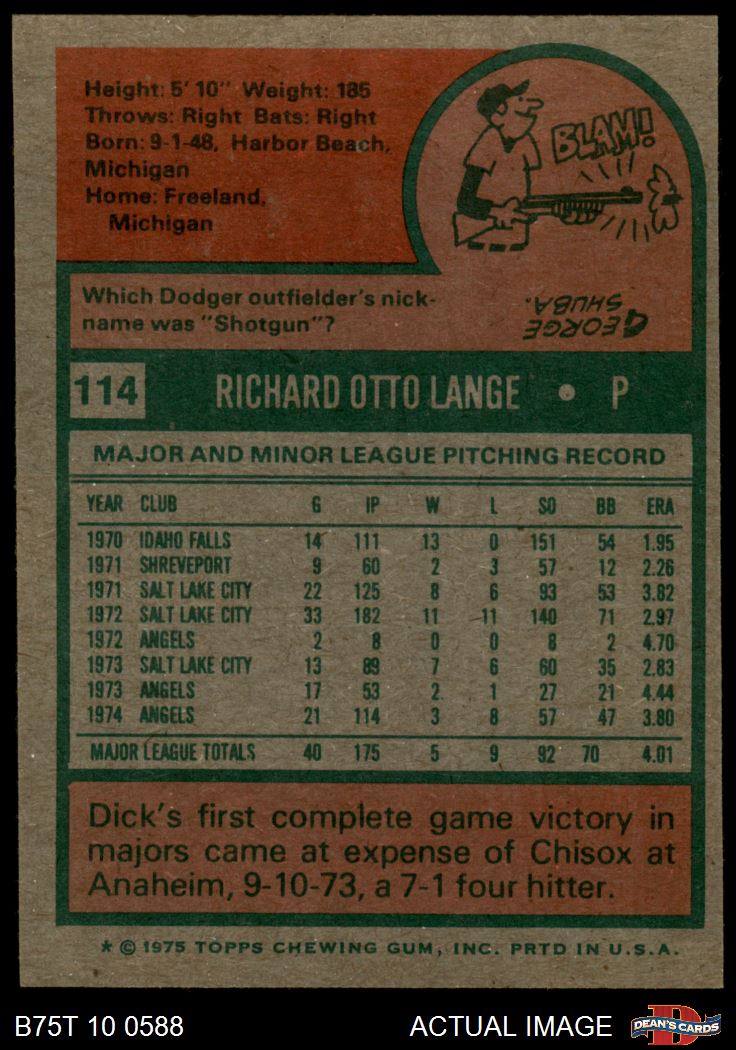 Height: 5' 10" Weight: 185
Throws: Right Bats: Right
Born: 9-1-48, Harbor Beach,
Michigan
Home: Freeland,
Michigan
BLAM!
Which Dodger outfielder's nick-
name was "Shotgun"?
GEORGE
SHUBA.
114 RICHARD OTTO LANGE • P
MAJOR AND MINOR LEAGUE PITCHING RECORD
YEAR CLUB G IP W L SO BB ERA
1970 IDAHO FALLS 14 111 13 0 151 54 1.95
1971 SHREVEPORT 9 60 2 3 57 12 2.26
1971 SALT LAKE CITY 22 125 8 6 93 53 3.82
1972 SALT LAKE CITY 33 182 11 11 140 71 2.97
1972 ANGELS 2 8 0 0 8 2 4.70
1973 SALT LAKE CITY 13 89 7 6 60 35 2.83
1973 ANGELS 17 53 2 1 27 21 4.44
1974 ANGELS 21 114 3 8 57 47 3.80
MAJOR LEAGUE TOTALS 40 175 5 9 92 70 4.01
Dick's first complete game victory in
majors came at expense of Chisox at
Anaheim, 9-10-73, a 7-1 four hitter.
* © 1975 TOPPS CHEWING GUM, INC. PRTD IN U.S.A.
B75T 10 0588 ACTUAL IMAGE DEAN'S CARDS